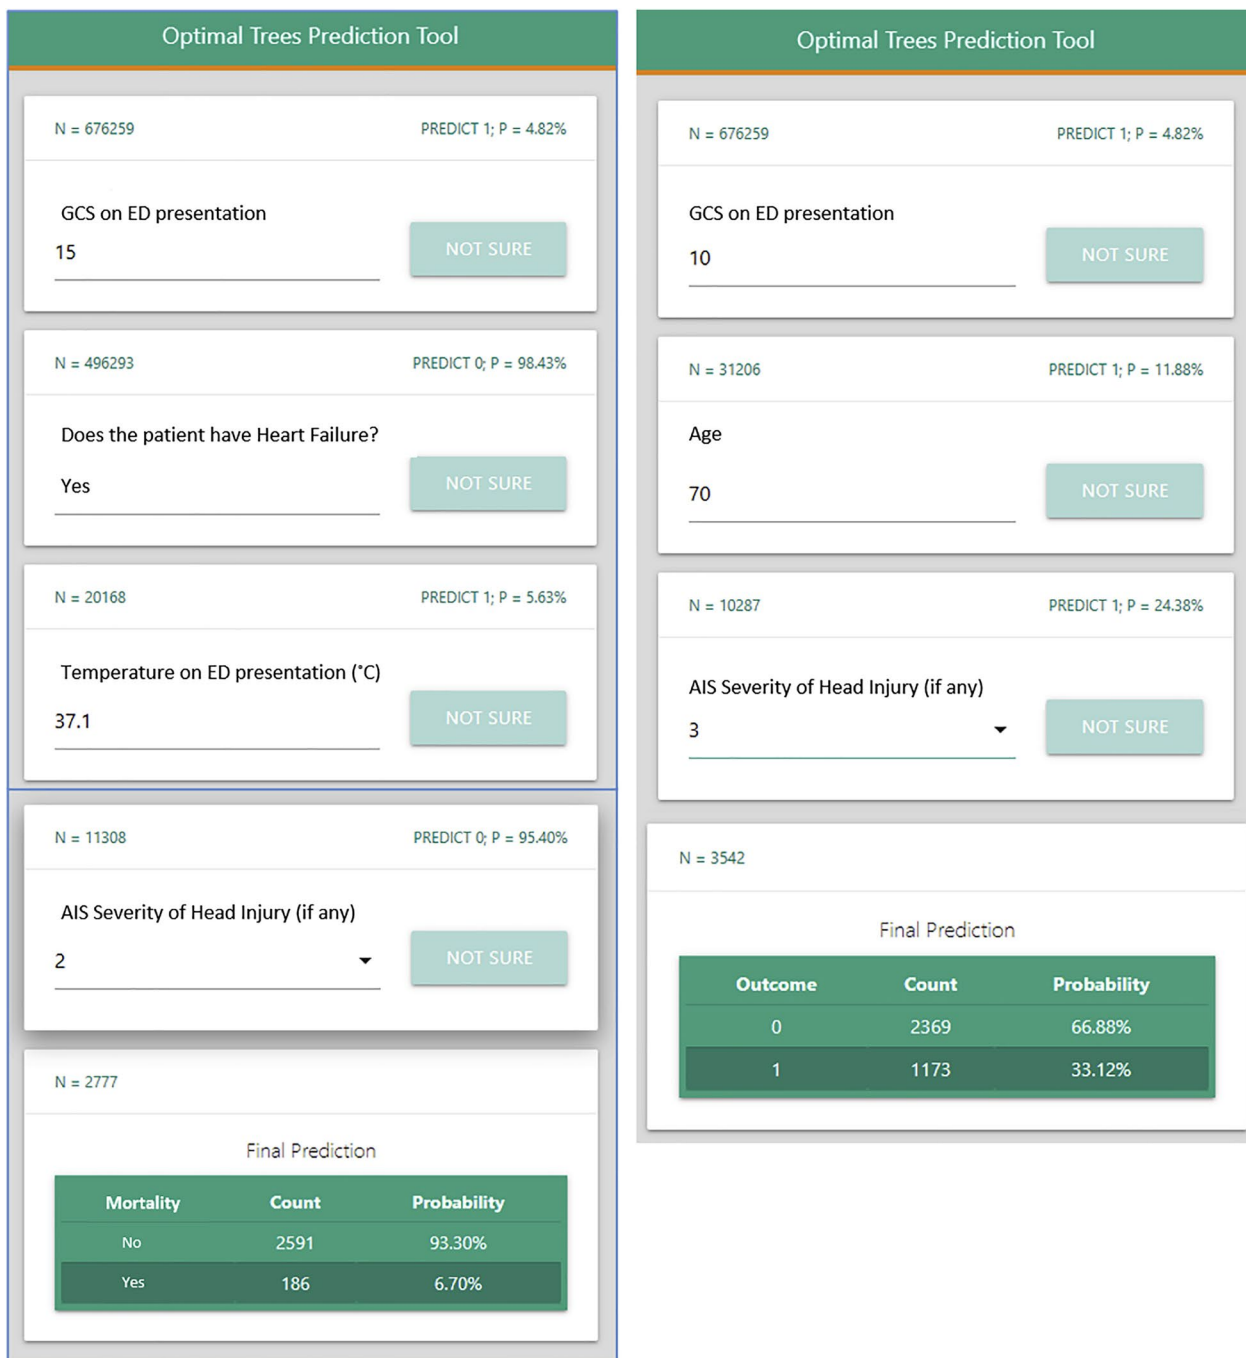 Optimal Trees Prediction Tool
N = 676259 PREDICT 1; P = 4.82%
GCS on ED presentation
15 NOT SURE
N = 496293 PREDICT 0; P = 98.43%
Does the patient have Heart Failure?
Yes NOT SURE
N = 20168 PREDICT 1; P = 5.63%
Temperature on ED presentation (°C)
37.1 NOT SURE
N = 11308 PREDICT 0; P = 95.40%
AIS Severity of Head Injury (if any)
2 NOT SURE
N = 2777
Final Prediction
Mortality Count Probability
No 2591 93.30%
Yes 186 6.70%
Optimal Trees Prediction Tool
N = 676259 PREDICT 1; P = 4.82%
GCS on ED presentation
10 NOT SURE
N = 31206 PREDICT 1; P = 11.88%
Age
70 NOT SURE
N = 10287 PREDICT 1; P = 24.38%
AIS Severity of Head Injury (if any)
3 NOT SURE
N = 3542
Final Prediction
Outcome Count Probability
0 2369 66.88%
1 1173 33.12%